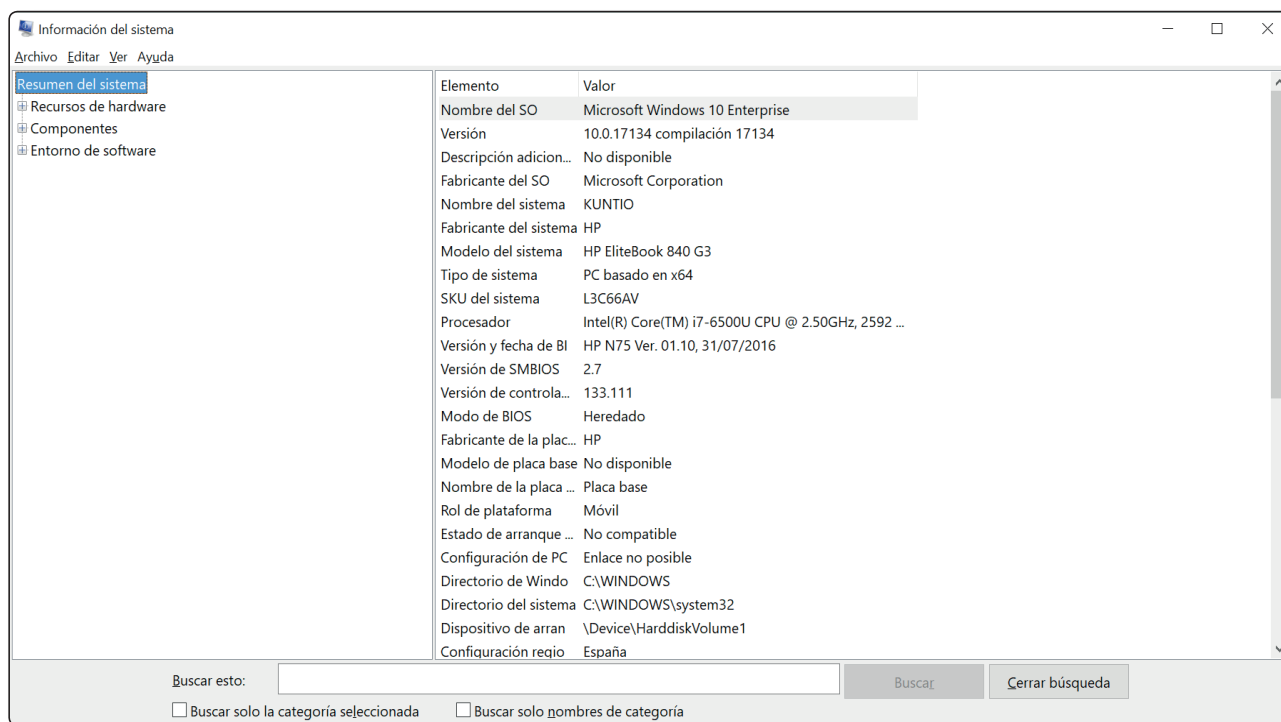 Información del sistema
Archivo Editar Ver Ayuda
Resumen del sistema
Recursos de hardware
Componentes
Entorno de software
Elemento Valor
Nombre del SO Microsoft Windows 10 Enterprise
Versión 10.0.17134 compilación 17134
Descripción adicion... No disponible
Fabricante del SO Microsoft Corporation
Nombre del sistema KUNTIO
Fabricante del sistema HP
Modelo del sistema HP EliteBook 840 G3
Tipo de sistema PC basado en x64
SKU del sistema L3C66AV
Procesador Intel(R) Core(TM) i7-6500U CPU @ 2.50GHz, 2592 ...
Versión y fecha de BI HP N75 Ver. 01.10, 31/07/2016
Versión de SMBIOS 2.7
Versión de controla... 133.111
Modo de BIOS Heredado
Fabricante de la plac... HP
Modelo de placa base No disponible
Nombre de la placa ... Placa base
Rol de plataforma Móvil
Estado de arranque ... No compatible
Configuración de PC Enlace no posible
Directorio de Windo C:\WINDOWS
Directorio del sistema C:\WINDOWS\system32
Dispositivo de arran \Device\HarddiskVolume1
Configuración regio España
Buscar esto: Buscar Cerrar búsqueda
Buscar solo la categoría seleccionada Buscar solo nombres de categoría